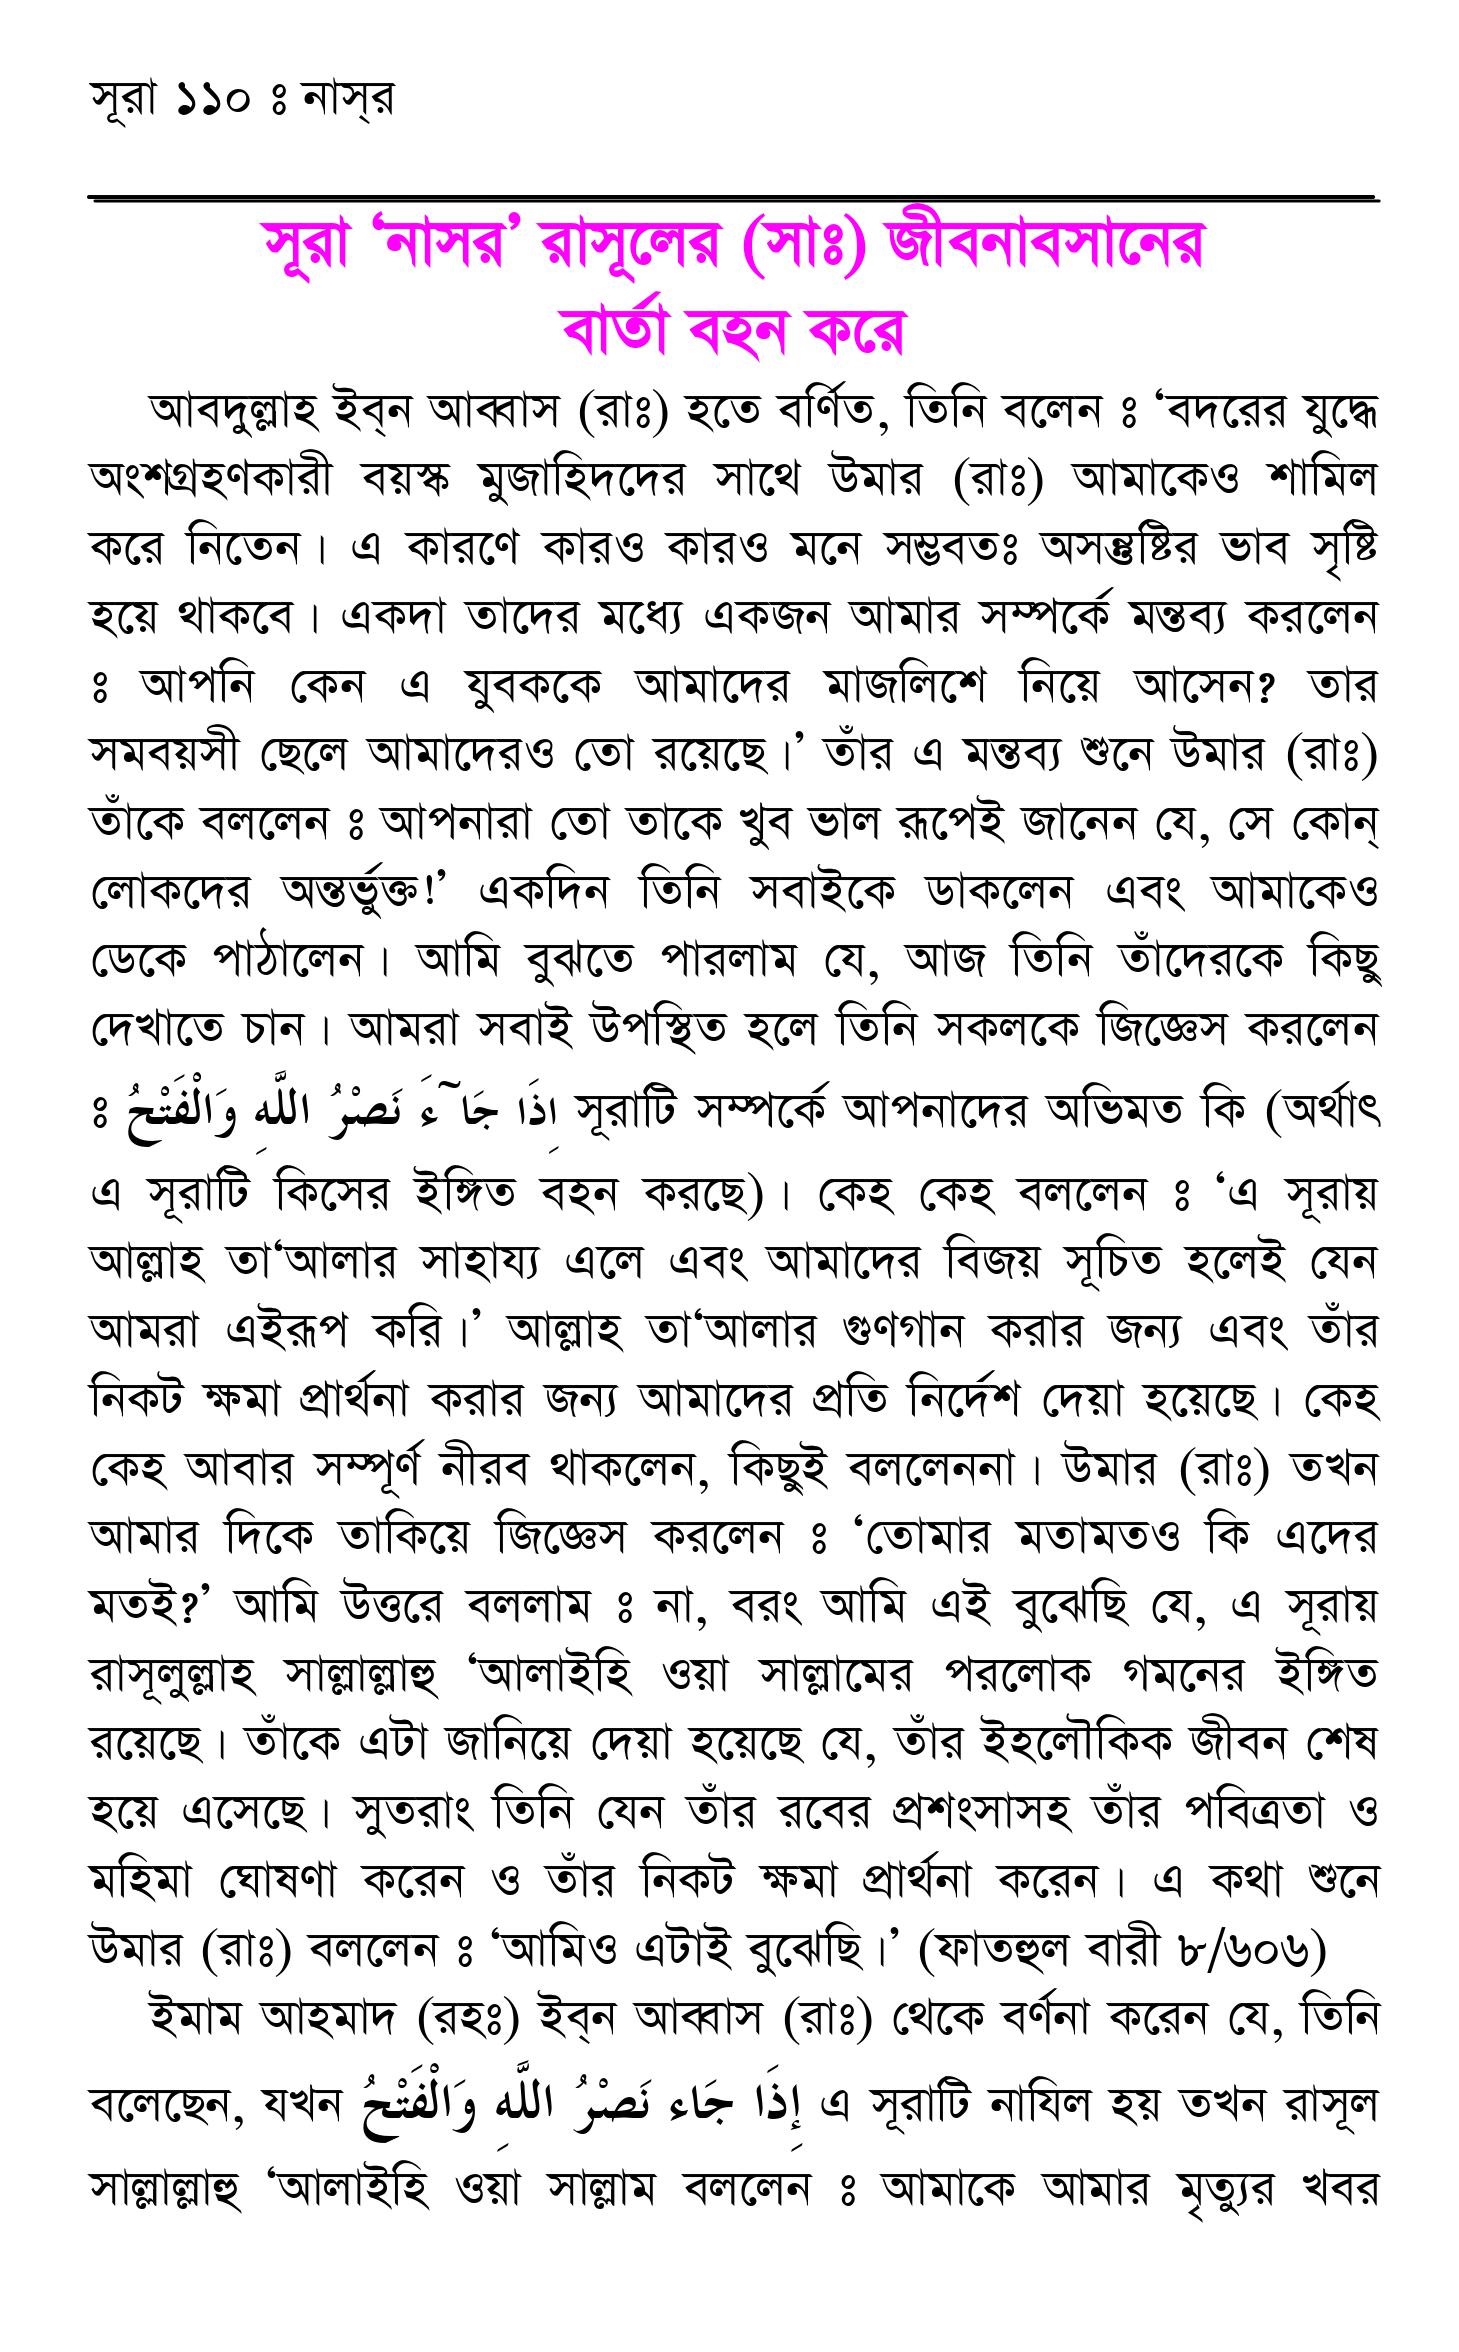 সূরা ১১০ ঃ নাস্‌র
সূরা ‘নাসর’ রাসূলের (সাঃ) জীবনাবসানের
বার্তা বহন করে
আবদুল্লাহ ইব্‌ন আব্বাস (রাঃ) হতে বর্ণিত, তিনি বলেন ঃ ‘বদরের যুদ্ধে
অংশগ্রহণকারী বয়স্ক মুজাহিদদের সাথে উমার (রাঃ) আমাকেও শামিল
করে নিতেন। এ কারণে কারও কারও মনে সম্ভবতঃ অসন্তুষ্টির ভাব সৃষ্টি
হয়ে থাকবে। একদা তাদের মধ্যে একজন আমার সম্পর্কে মন্তব্য করলেন
ঃ আপনি কেন এ যুবককে আমাদের মাজলিশে নিয়ে আসেন? তার
সমবয়সী ছেলে আমাদেরও তো রয়েছে।’ তাঁর এ মন্তব্য শুনে উমার (রাঃ)
তাঁকে বললেন ঃ আপনারা তো তাকে খুব ভাল রূপেই জানেন যে, সে কোন্‌
লোকদের অন্তর্ভুক্ত!’ একদিন তিনি সবাইকে ডাকলেন এবং আমাকেও
ডেকে পাঠালেন। আমি বুঝতে পারলাম যে, আজ তিনি তাঁদেরকে কিছু
দেখাতে চান। আমরা সবাই উপস্থিত হলে তিনি সকলকে জিজ্ঞেস করলেন
ঃ اِذَا جَآءَ نَصْرُ اللَّهِ وَالْفَتْحُ সূরাটি সম্পর্কে আপনাদের অভিমত কি (অর্থাৎ
এ সূরাটি কিসের ইঙ্গিত বহন করছে)। কেহ কেহ বললেন ঃ ‘এ সূরায়
আল্লাহ তা‘আলার সাহায্য এলে এবং আমাদের বিজয় সূচিত হলেই যেন
আমরা এইরূপ করি।’ আল্লাহ তা‘আলার গুণগান করার জন্য এবং তাঁর
নিকট ক্ষমা প্রার্থনা করার জন্য আমাদের প্রতি নির্দেশ দেয়া হয়েছে। কেহ
কেহ আবার সম্পূর্ণ নীরব থাকলেন, কিছুই বললেননা। উমার (রাঃ) তখন
আমার দিকে তাকিয়ে জিজ্ঞেস করলেন ঃ ‘তোমার মতামতও কি এদের
মতই?’ আমি উত্তরে বললাম ঃ না, বরং আমি এই বুঝেছি যে, এ সূরায়
রাসূলুল্লাহ সাল্লাল্লাহু ‘আলাইহি ওয়া সাল্লামের পরলোক গমনের ইঙ্গিত
রয়েছে। তাঁকে এটা জানিয়ে দেয়া হয়েছে যে, তাঁর ইহলৌকিক জীবন শেষ
হয়ে এসেছে। সুতরাং তিনি যেন তাঁর রবের প্রশংসাসহ তাঁর পবিত্রতা ও
মহিমা ঘোষণা করেন ও তাঁর নিকট ক্ষমা প্রার্থনা করেন। এ কথা শুনে
উমার (রাঃ) বললেন ঃ ‘আমিও এটাই বুঝেছি।’ (ফাতহুল বারী ৮/৬০৬)
ইমাম আহমাদ (রহঃ) ইব্‌ন আব্বাস (রাঃ) থেকে বর্ণনা করেন যে, তিনি
বলেছেন, যখন إِذَا جَاء نَصْرُ اللَّهِ وَالْفَتْحُ এ সূরাটি নাযিল হয় তখন রাসূল
সাল্লাল্লাহু ‘আলাইহি ওয়া সাল্লাম বললেন ঃ আমাকে আমার মৃত্যুর খবর